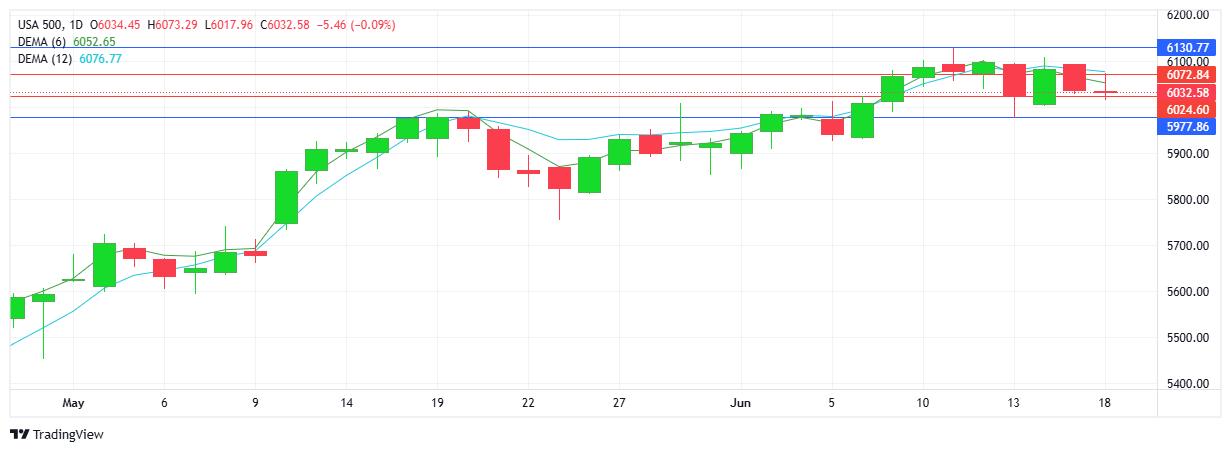 USA 500, 1D O6034.45 H6073.29 L6017.96 C6032.58 −5.46 (−0.09%)
DEMA (6) 6052.65
DEMA (12) 6076.77
6200.00
6130.77
6100.00
6072.84
6032.58
6024.60
5977.86
5900.00
5800.00
5700.00
5600.00
5500.00
5400.00
May 6 9 14 19 22 27 Jun 5 10 13 18
TradingView